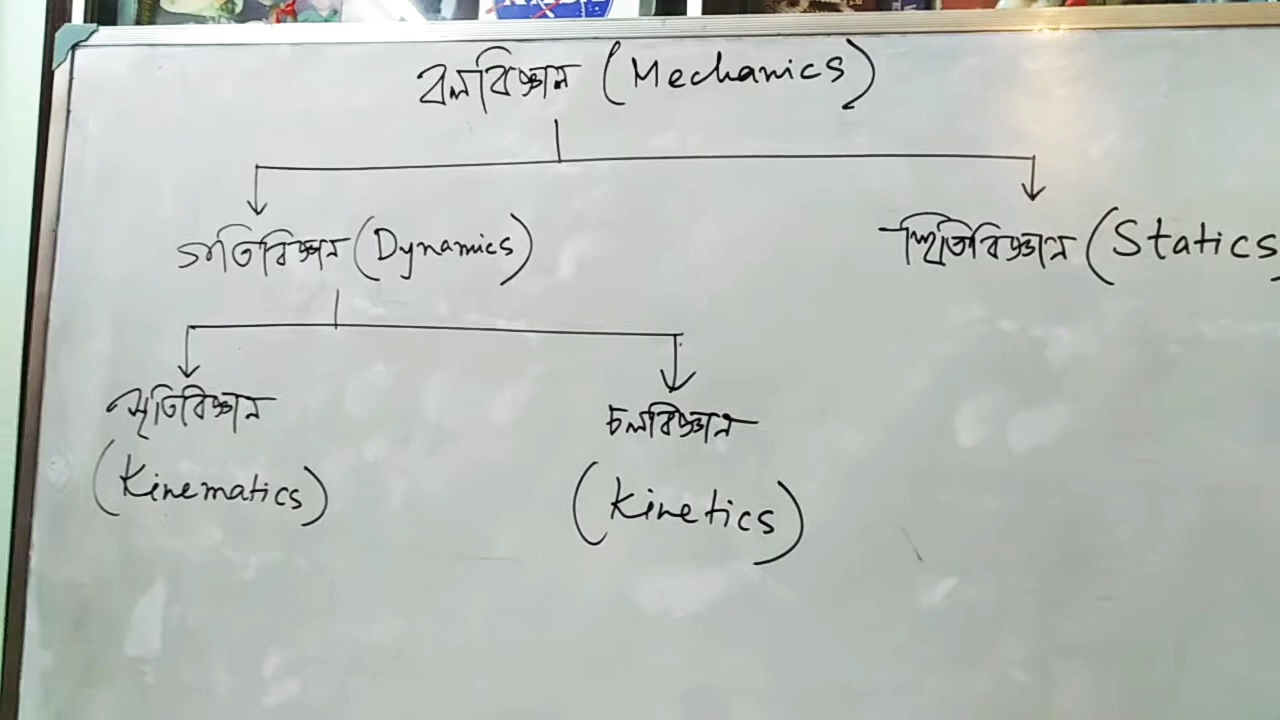 বলবিজ্ঞান (Mechanics)
গতিবিজ্ঞান (Dynamics)
স্থিতিবিজ্ঞান (Statics
সৃতিবিজ্ঞান
(Kinematics)
চলবিজ্ঞান
(Kinetics)